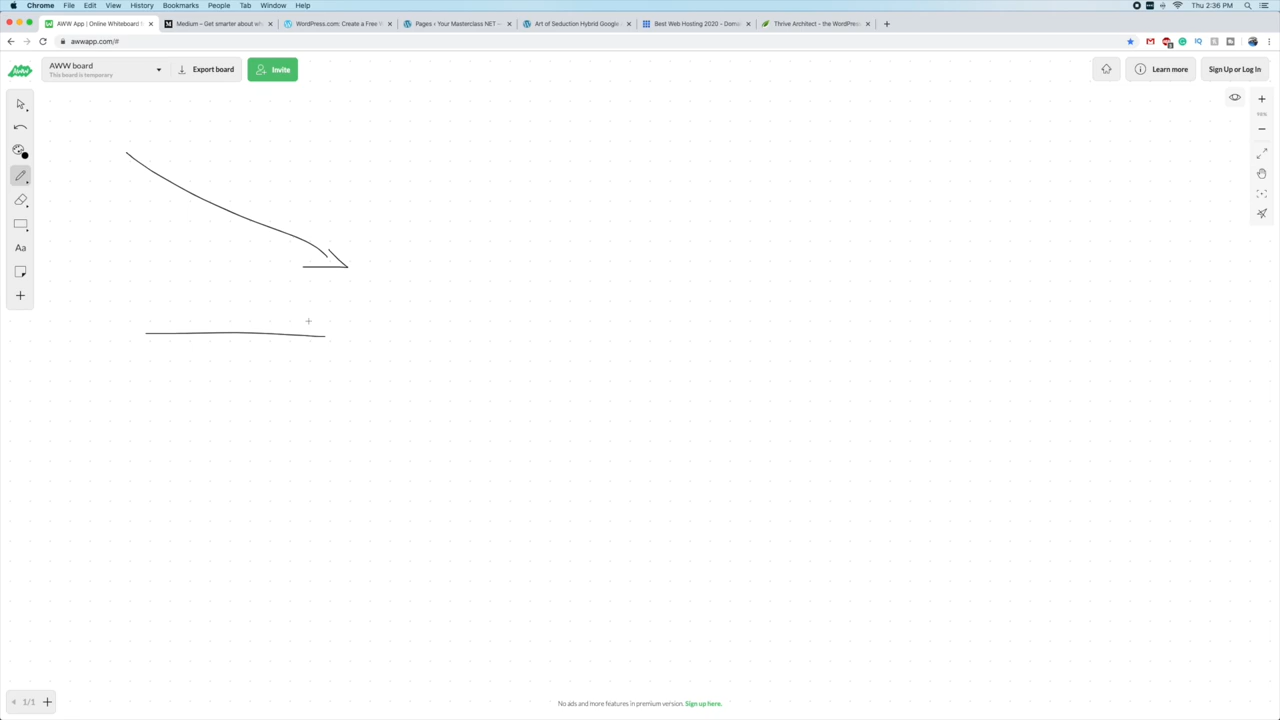 Chrome File Edit View History Bookmarks People Tab Window Help Thu 2:36 PM
AWW App | Online Whiteboard Medium – Get smarter about wh WordPress.com: Create a Free W Pages ‹ Your Masterclass NET – Art of Seduction Hybrid Google Best Web Hosting 2020 - Doma Thrive Architect – the WordPres
awwapp.com/#
AWW board
This board is temporary
Export board
Invite
Learn more
Sign Up or Log In
Aa
1/1
No ads and more features in premium version. Sign up here.